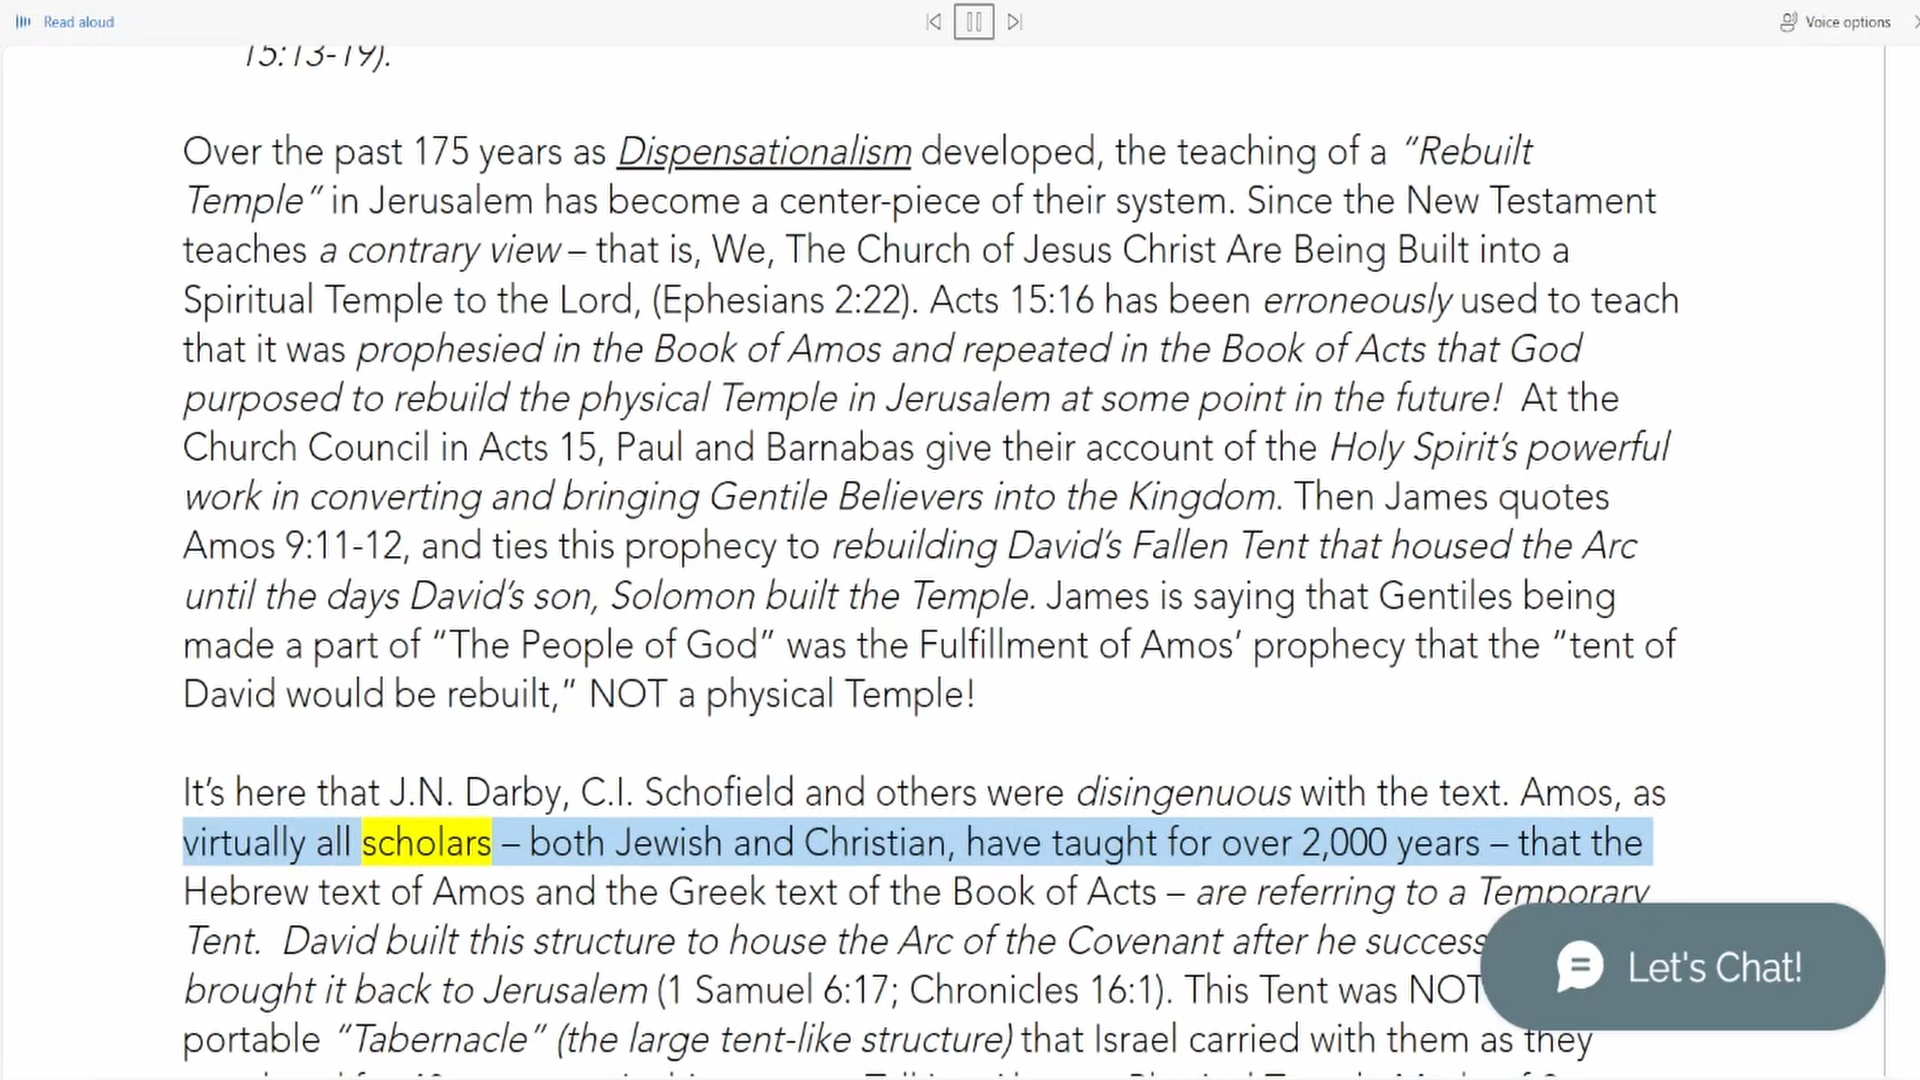 Read aloud
Voice options
15:13-19).
Over the past 175 years as Dispensationalism developed, the teaching of a “Rebuilt
Temple” in Jerusalem has become a center-piece of their system. Since the New Testament
teaches a contrary view – that is, We, The Church of Jesus Christ Are Being Built into a
Spiritual Temple to the Lord, (Ephesians 2:22). Acts 15:16 has been erroneously used to teach
that it was prophesied in the Book of Amos and repeated in the Book of Acts that God
purposed to rebuild the physical Temple in Jerusalem at some point in the future! At the
Church Council in Acts 15, Paul and Barnabas give their account of the Holy Spirit’s powerful
work in converting and bringing Gentile Believers into the Kingdom. Then James quotes
Amos 9:11-12, and ties this prophecy to rebuilding David’s Fallen Tent that housed the Arc
until the days David’s son, Solomon built the Temple. James is saying that Gentiles being
made a part of “The People of God” was the Fulfillment of Amos’ prophecy that the “tent of
David would be rebuilt,” NOT a physical Temple!
It’s here that J.N. Darby, C.I. Schofield and others were disingenuous with the text. Amos, as
virtually all scholars – both Jewish and Christian, have taught for over 2,000 years – that the
Hebrew text of Amos and the Greek text of the Book of Acts – are referring to a Temporary
Tent. David built this structure to house the Arc of the Covenant after he success
brought it back to Jerusalem (1 Samuel 6:17; Chronicles 16:1). This Tent was NOT
portable “Tabernacle” (the large tent-like structure) that Israel carried with them as they
Let's Chat!